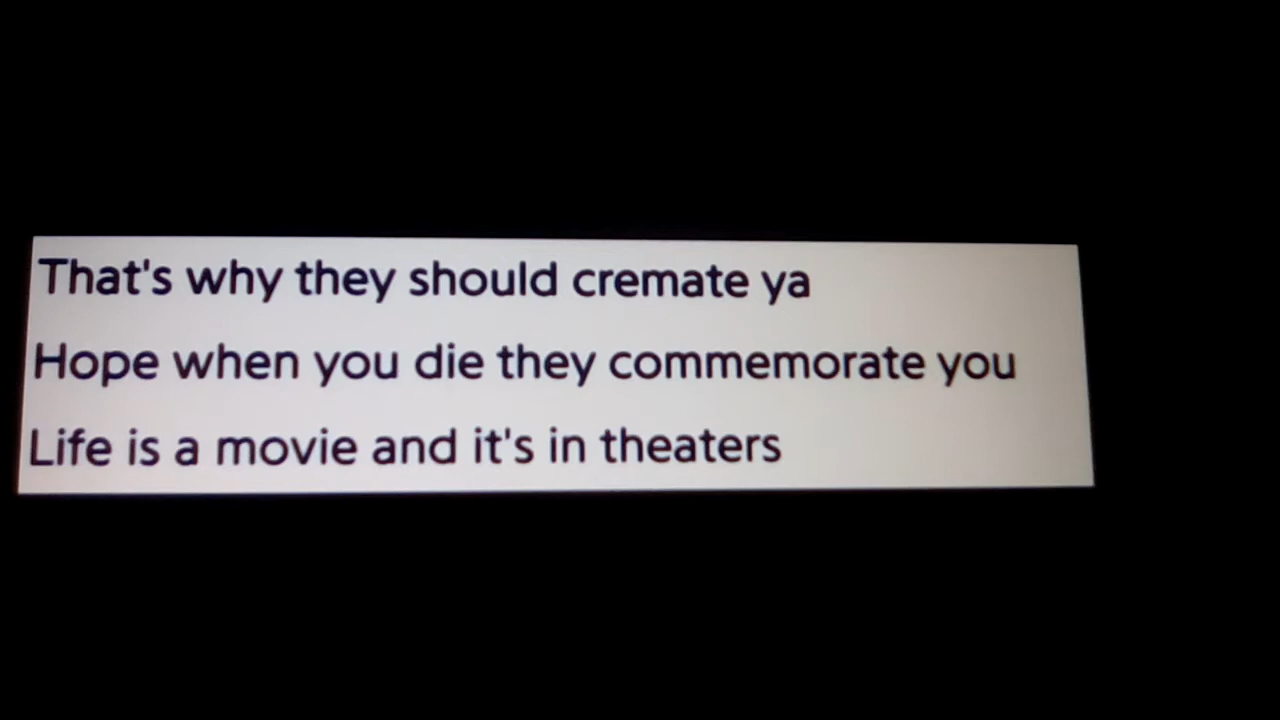 That's why they should cremate ya
Hope when you die they commemorate you
Life is a movie and it's in theaters